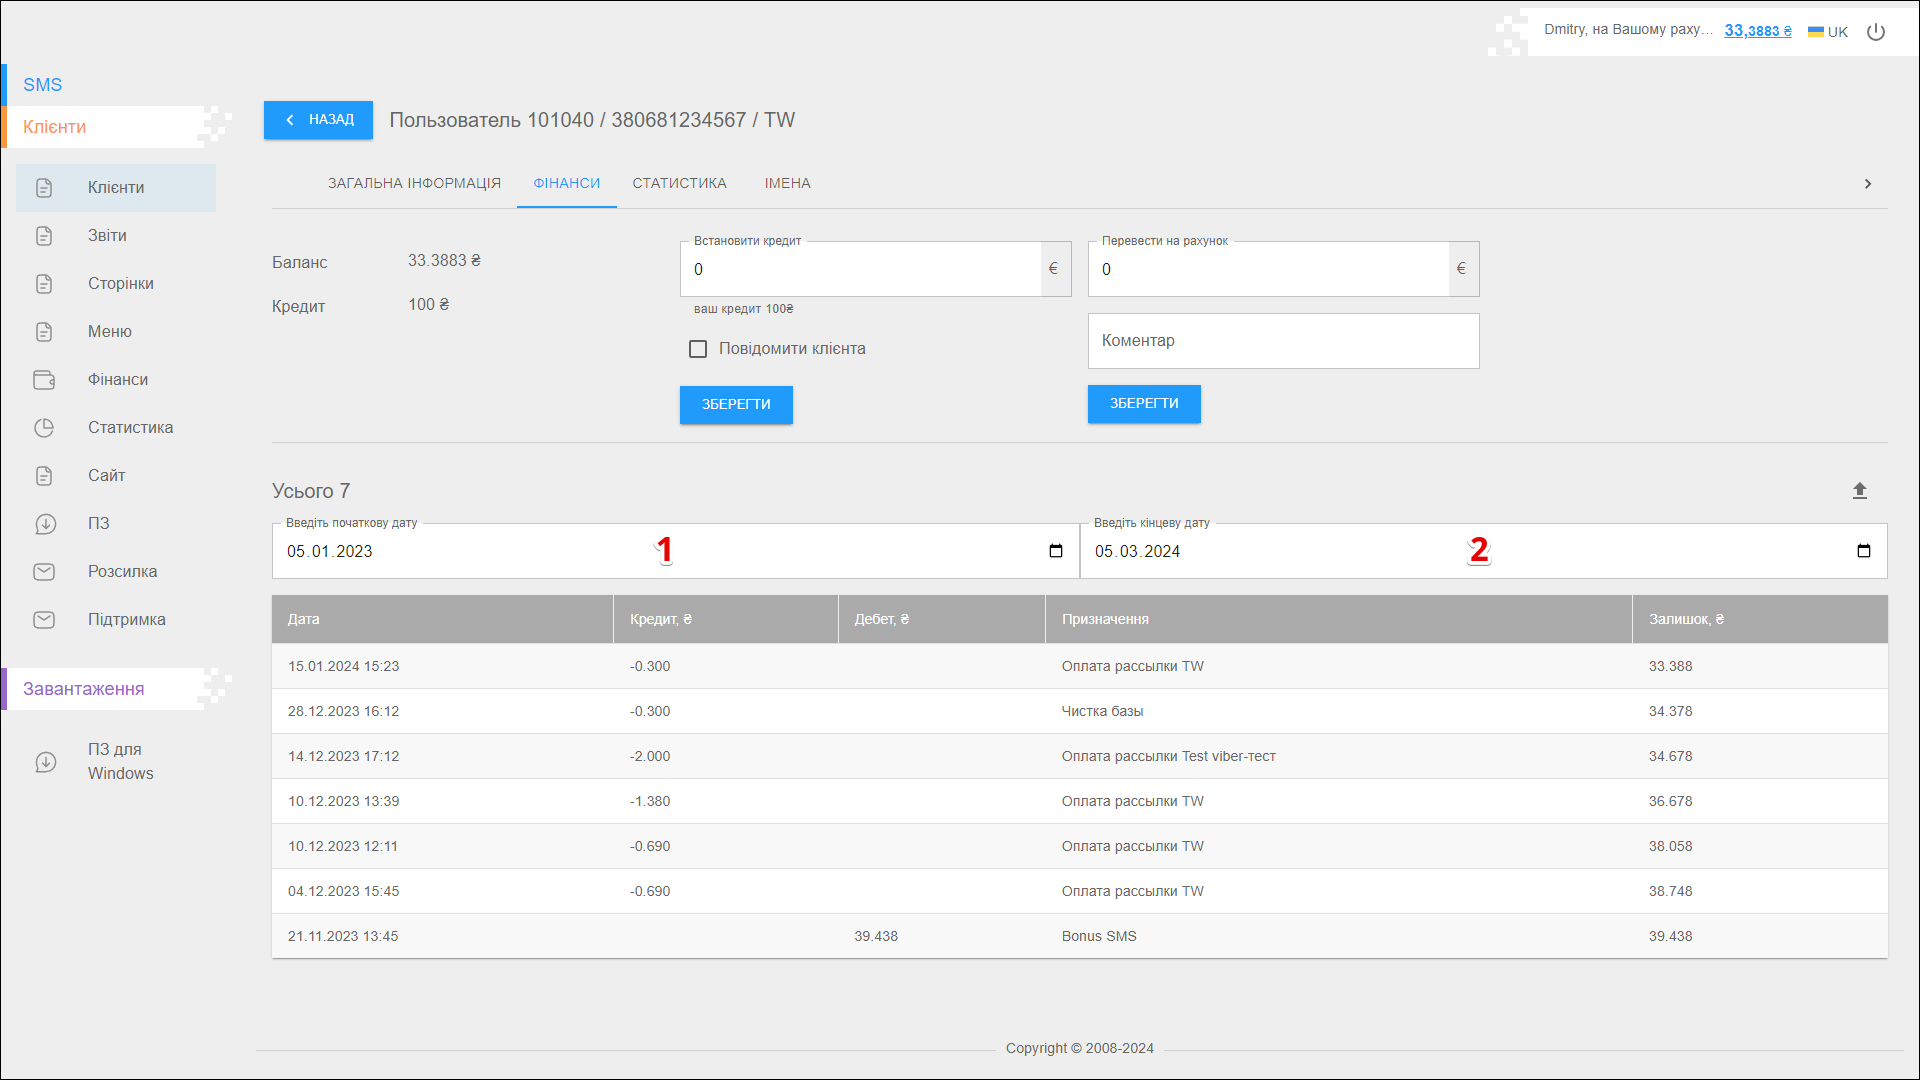 Dmitry, на Вашому раху... 33,3883 ₴ UK
SMS
Клієнти
Клієнти
Звіти
Сторінки
Меню
Фінанси
Статистика
Сайт
ПЗ
Розсилка
Підтримка
Завантаження
ПЗ для
Windows
НАЗАД Пользователь 101040 / 380681234567 / TW
ЗАГАЛЬНА ІНФОРМАЦІЯ ФІНАНСИ СТАТИСТИКА ІМЕНА
Баланс 33.3883 ₴
Кредит 100 ₴
Встановити кредит
0 €
ваш кредит 100₴
Повідомити клієнта
ЗБЕРЕГТИ
Перевести на рахунок
0 €
Коментар
ЗБЕРЕГТИ
Усього 7
Введіть початкову дату
05.01.2023 1
Введіть кінцеву дату
05.03.2024 2
Дата Кредит, ₴ Дебет, ₴ Призначення Залишок, ₴
15.01.2024 15:23 -0.300 Оплата рассылки TW 33.388
28.12.2023 16:12 -0.300 Чистка базы 34.378
14.12.2023 17:12 -2.000 Оплата рассылки Test viber-тест 34.678
10.12.2023 13:39 -1.380 Оплата рассылки TW 36.678
10.12.2023 12:11 -0.690 Оплата рассылки TW 38.058
04.12.2023 15:45 -0.690 Оплата рассылки TW 38.748
21.11.2023 13:45 39.438 Bonus SMS 39.438
Copyright © 2008-2024